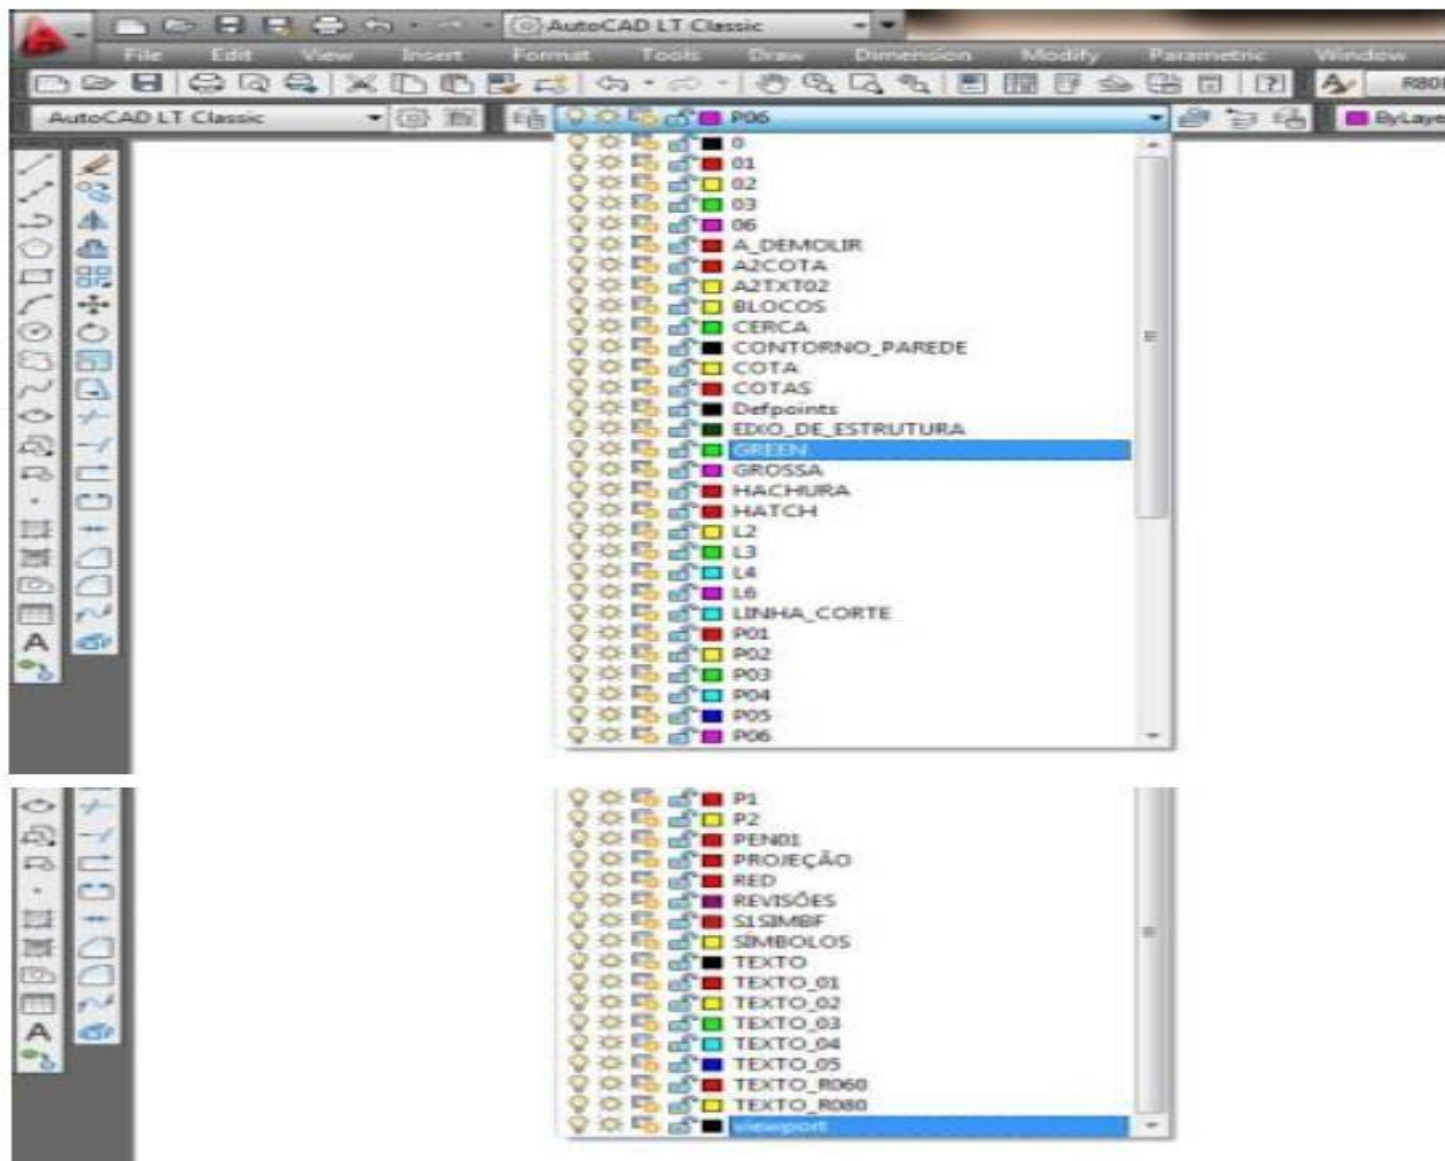 AutoCAD LT Classic
File Edit View Insert Format Tools Draw Dimension Modify Parametric Window
AutoCAD LT Classic P06 ByLaye
0
01
02
03
06
A_DEMOLIR
A2COTA
A2TXT02
BLOCOS
CERCA
CONTORNO_PAREDE
COTA
COTAS
Defpoints
EIXO_DE_ESTRUTURA
GREEN
GROSSA
HACHURA
HATCH
L2
L3
L4
L6
LINHA_CORTE
P01
P02
P03
P04
P05
P06
P1
P2
PEN01
PROJEÇÃO
RED
REVISÕES
S1SIMBF
SÍMBOLOS
TEXTO
TEXTO_01
TEXTO_02
TEXTO_03
TEXTO_04
TEXTO_05
TEXTO_R060
TEXTO_R080
viewport